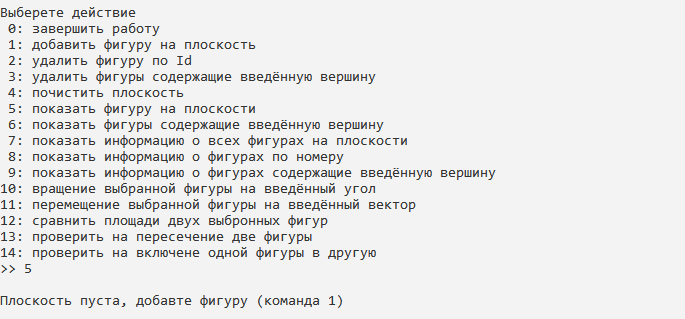 Выберете действие
0: завершить работу
1: добавить фигуру на плоскость
2: удалить фигуру по Id
3: удалить фигуры содержащие введённую вершину
4: почистить плоскость
5: показать фигуру на плоскости
6: показать фигуры содержащие введённую вершину
7: показать информацию о всех фигурах на плоскости
8: показать информацию о фигурах по номеру
9: показать информацию о фигурах содержащие введённую вершину
10: вращение выбранной фигуры на введённый угол
11: перемещение выбранной фигуры на введённый вектор
12: сравнить площади двух выбронных фигур
13: проверить на пересечение две фигуры
14: проверить на включене одной фигуры в другую
>> 5
Плоскость пуста, добавте фигуру (команда 1)